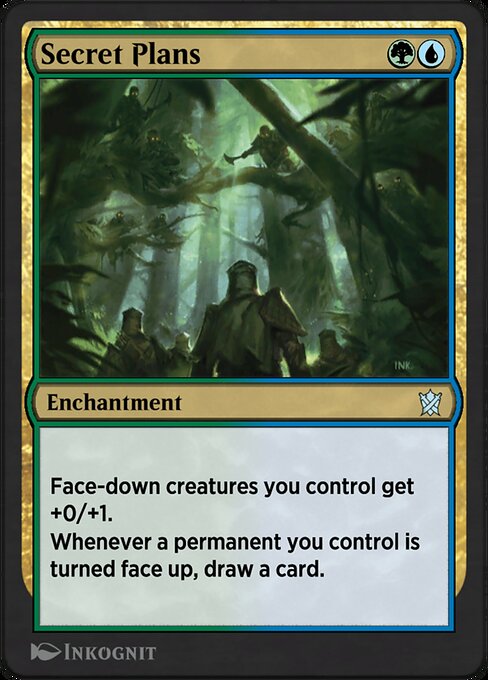 Secret Plans
INK
Enchantment
Face-down creatures you control get
+0/+1.
Whenever a permanent you control is
turned face up, draw a card.
INKOGNIT